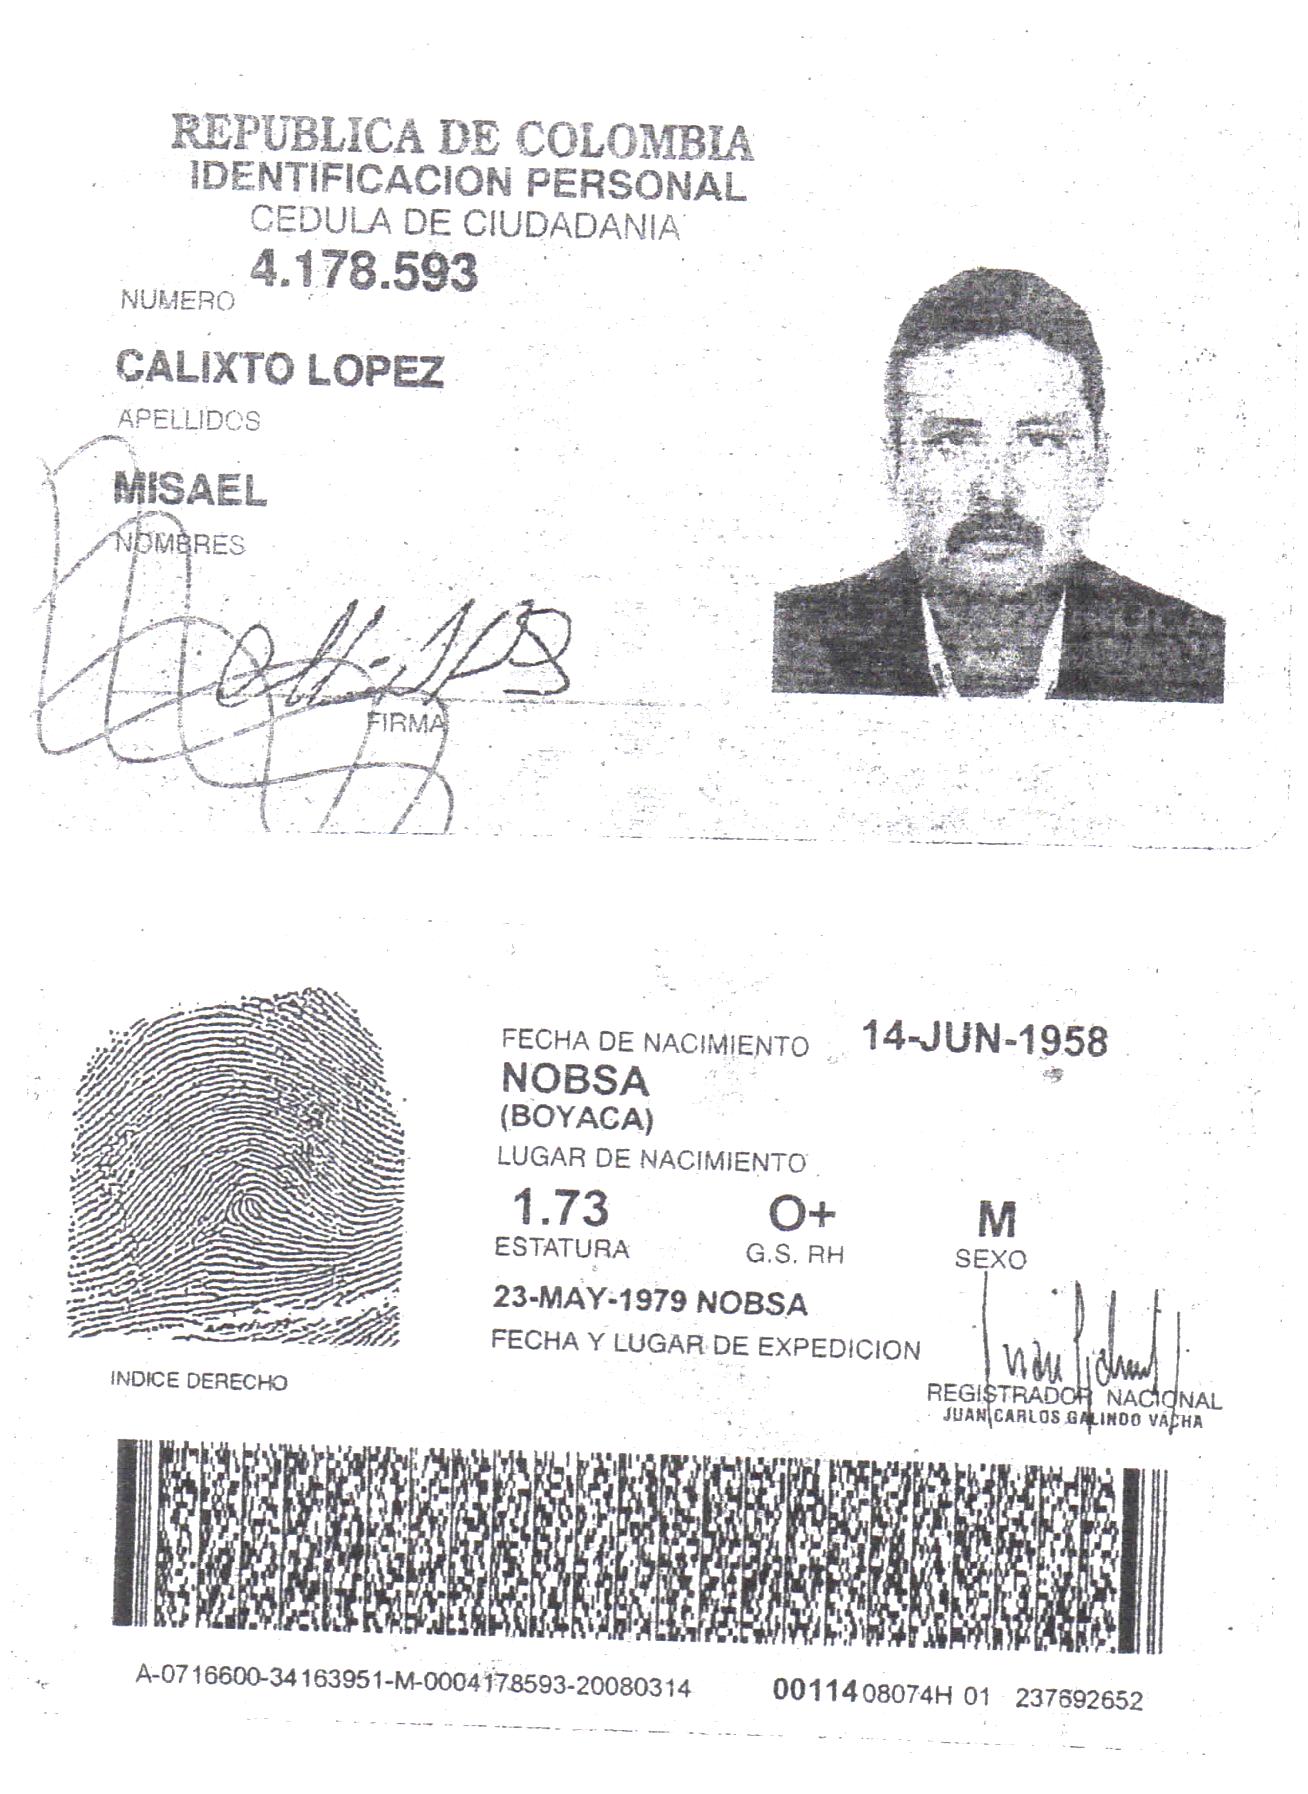 REPUBLICA DE COLOMBIA
IDENTIFICACION PERSONAL
CEDULA DE CIUDADANIA
4.178.593
NUMERO
CALIXTO LOPEZ
APELLIDOS
MISAEL
NOMBRES
FIRMA
FECHA DE NACIMIENTO 14-JUN-1958
NOBSA
(BOYACA)
LUGAR DE NACIMIENTO
1.73 O+ M
ESTATURA G.S. RH SEXO
23-MAY-1979 NOBSA
FECHA Y LUGAR DE EXPEDICION
INDICE DERECHO
REGISTRADOR NACIONAL
JUAN CARLOS GALINDO VACHA
A-0716600-34163951-M-0004178593-20080314 0011408074H 01 237692652